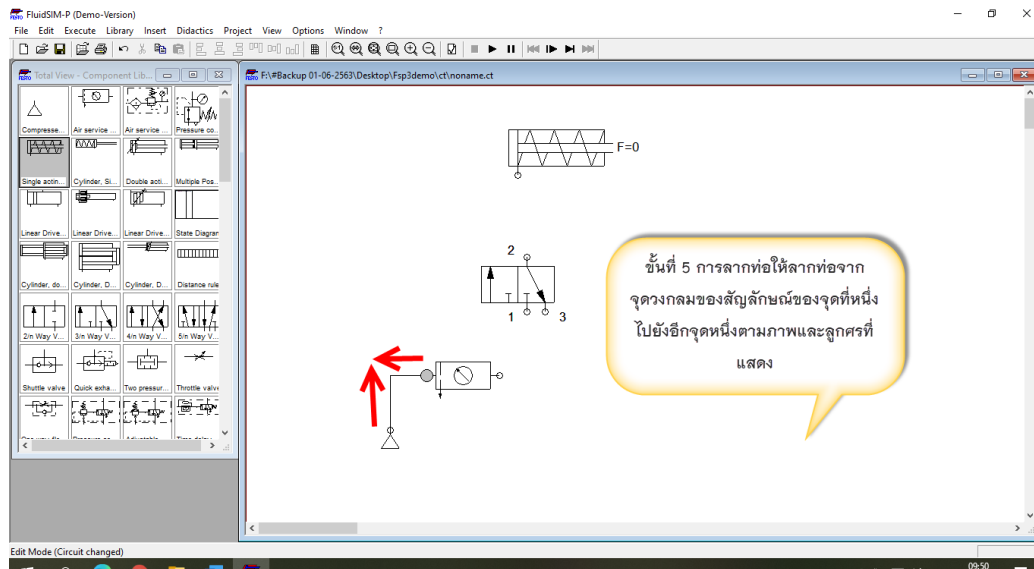 FluidSIM-P (Demo-Version)
File Edit Execute Library Insert Didactics Project View Options Window ?
Total View - Component Lib...
F:\#Backup 01-06-2563\Desktop\Fsp3demo\ct\noname.ct
Compresse... Air service ... Air service ... Pressure co...
Single actin... Cylinder, Si... Double acti... Multiple Pos...
Linear Drive... Linear Drive... Linear Drive... State Diagram
Cylinder, do... Cylinder, D... Cylinder, D... Distance rule
2/n Way V... 3/n Way V... 4/n Way V... 5/n Way V...
Shuttle valve Quick exha... Two pressur... Throttle valve
F=0
2
1 3
ขั้นที่ 5 การลากท่อให้ลากท่อจาก
จุดวงกลมของสัญลักษณ์ของจุดที่หนึ่ง
ไปยังอีกจุดหนึ่งตามภาพและลูกศรที่
แสดง
Edit Mode (Circuit changed)
09:50